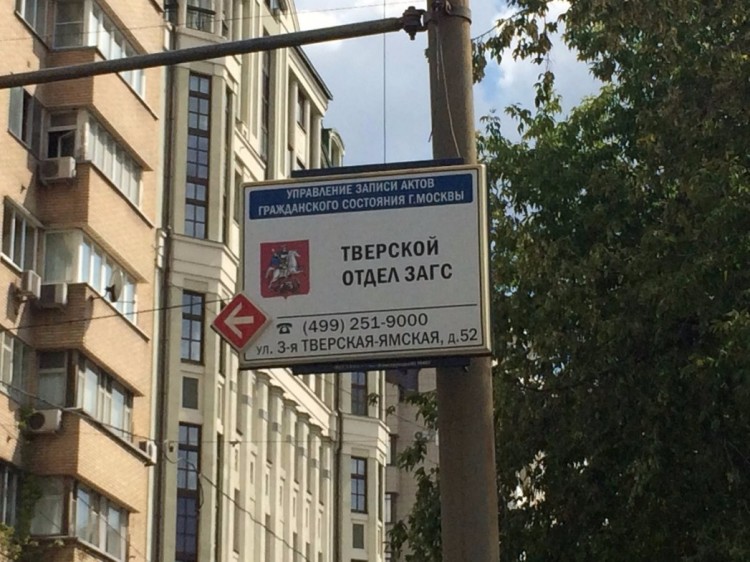 УПРАВЛЕНИЕ ЗАПИСИ АКТОВ
ГРАЖДАНСКОГО СОСТОЯНИЯ Г.МОСКВЫ
ТВЕРСКОЙ
ОТДЕЛ ЗАГС
☎ (499) 251-9000
УЛ. 3-Я ТВЕРСКАЯ-ЯМСКАЯ, Д.52